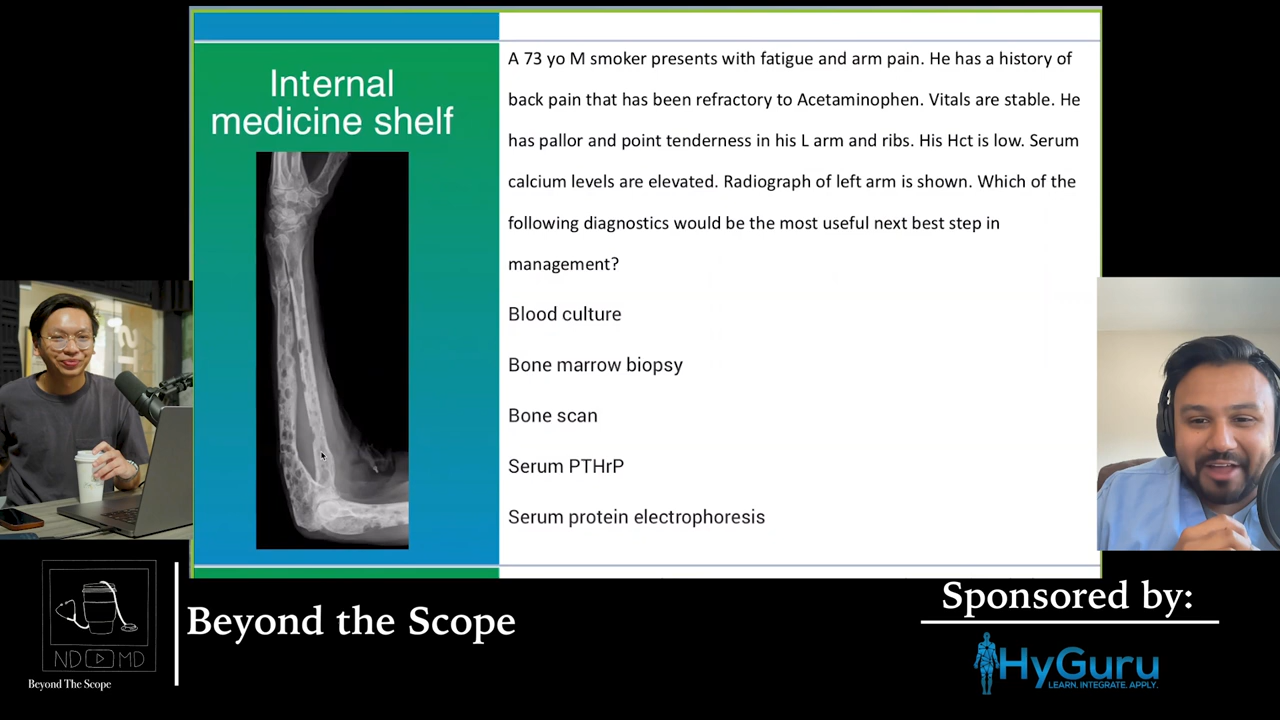 Internal
medicine shelf
A 73 yo M smoker presents with fatigue and arm pain. He has a history of
back pain that has been refractory to Acetaminophen. Vitals are stable. He
has pallor and point tenderness in his L arm and ribs. His Hct is low. Serum
calcium levels are elevated. Radiograph of left arm is shown. Which of the
following diagnostics would be the most useful next best step in
management?
Blood culture
Bone marrow biopsy
Bone scan
Serum PTHrP
Serum protein electrophoresis
ND MD
Beyond The Scope
Beyond the Scope
Sponsored by:
HyGuru
LEARN. INTEGRATE. APPLY.